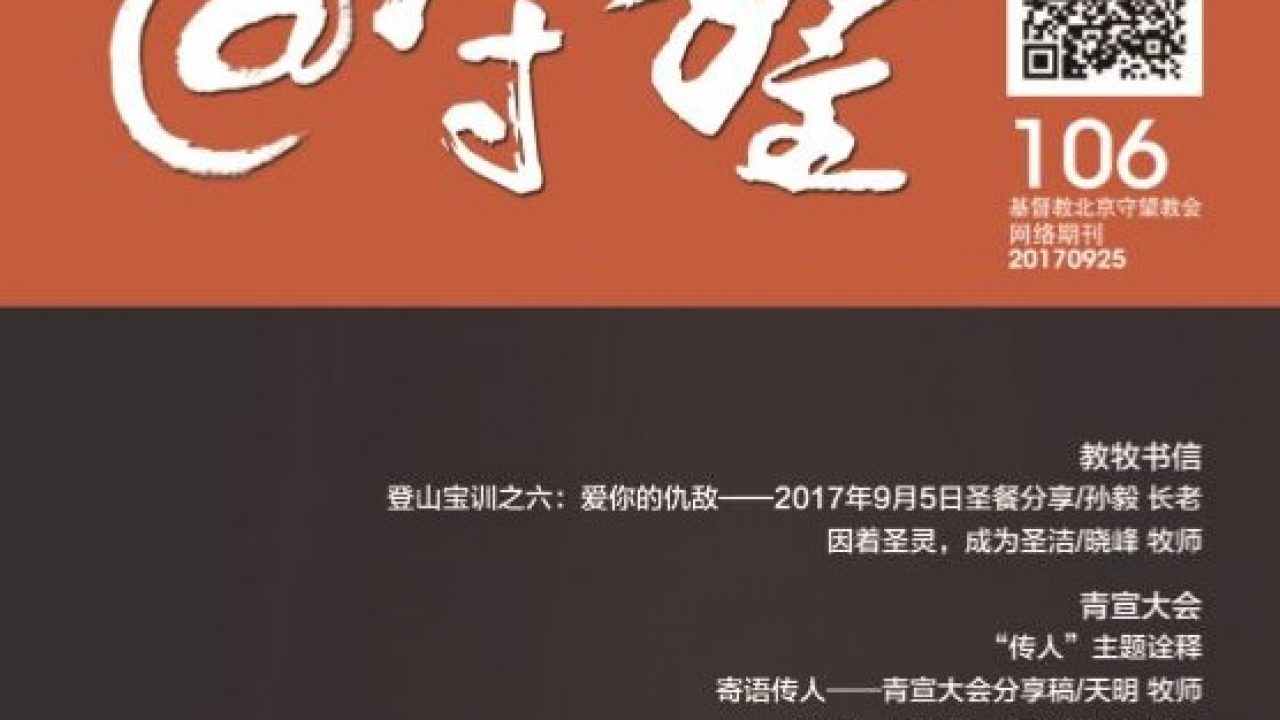 @守望
106
基督教北京守望教会
网络期刊
20170925
教牧书信
登山宝训之六：爱你的仇敌——2017年9月5日圣餐分享/孙毅 长老
因着圣灵，成为圣洁/晓峰 牧师
青宣大会
“传人”主题诠释
寄语传人——青宣大会分享稿/天明 牧师